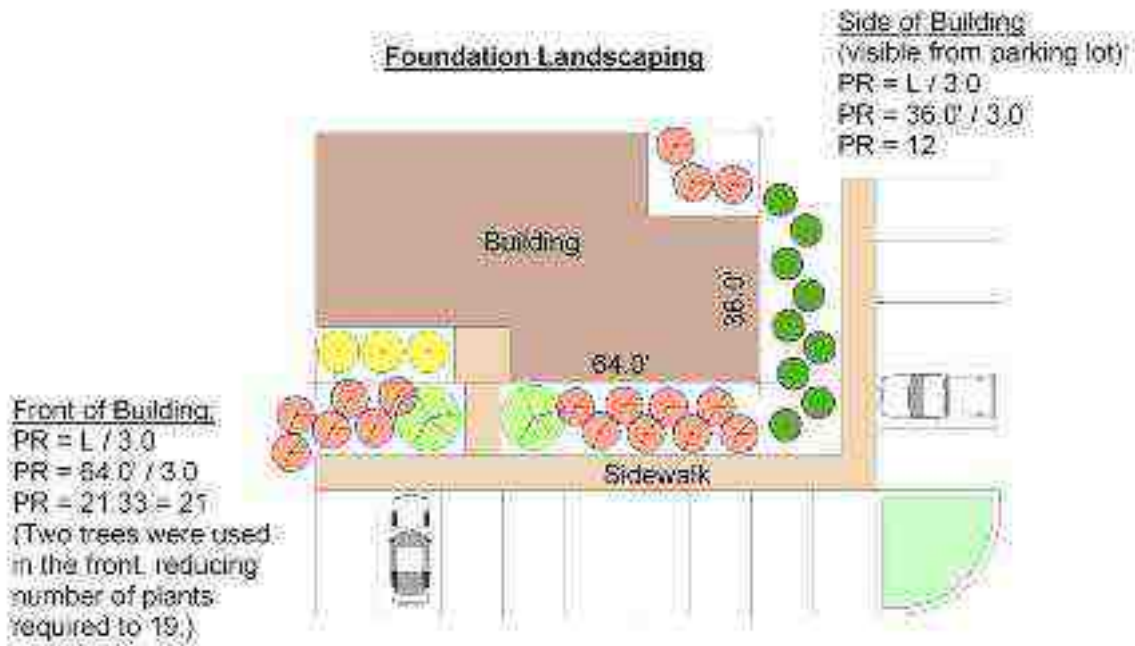 Foundation Landscaping
Side of Building
(visible from parking lot)
PR = L / 3.0
PR = 36.0' / 3.0
PR = 12
Building
36.0'
64.0'
Sidewalk
Front of Building:
PR = L / 3.0
PR = 64.0' / 3.0
PR = 21.33 = 21
(Two trees were used
in the front, reducing
number of plants
required to 19.)